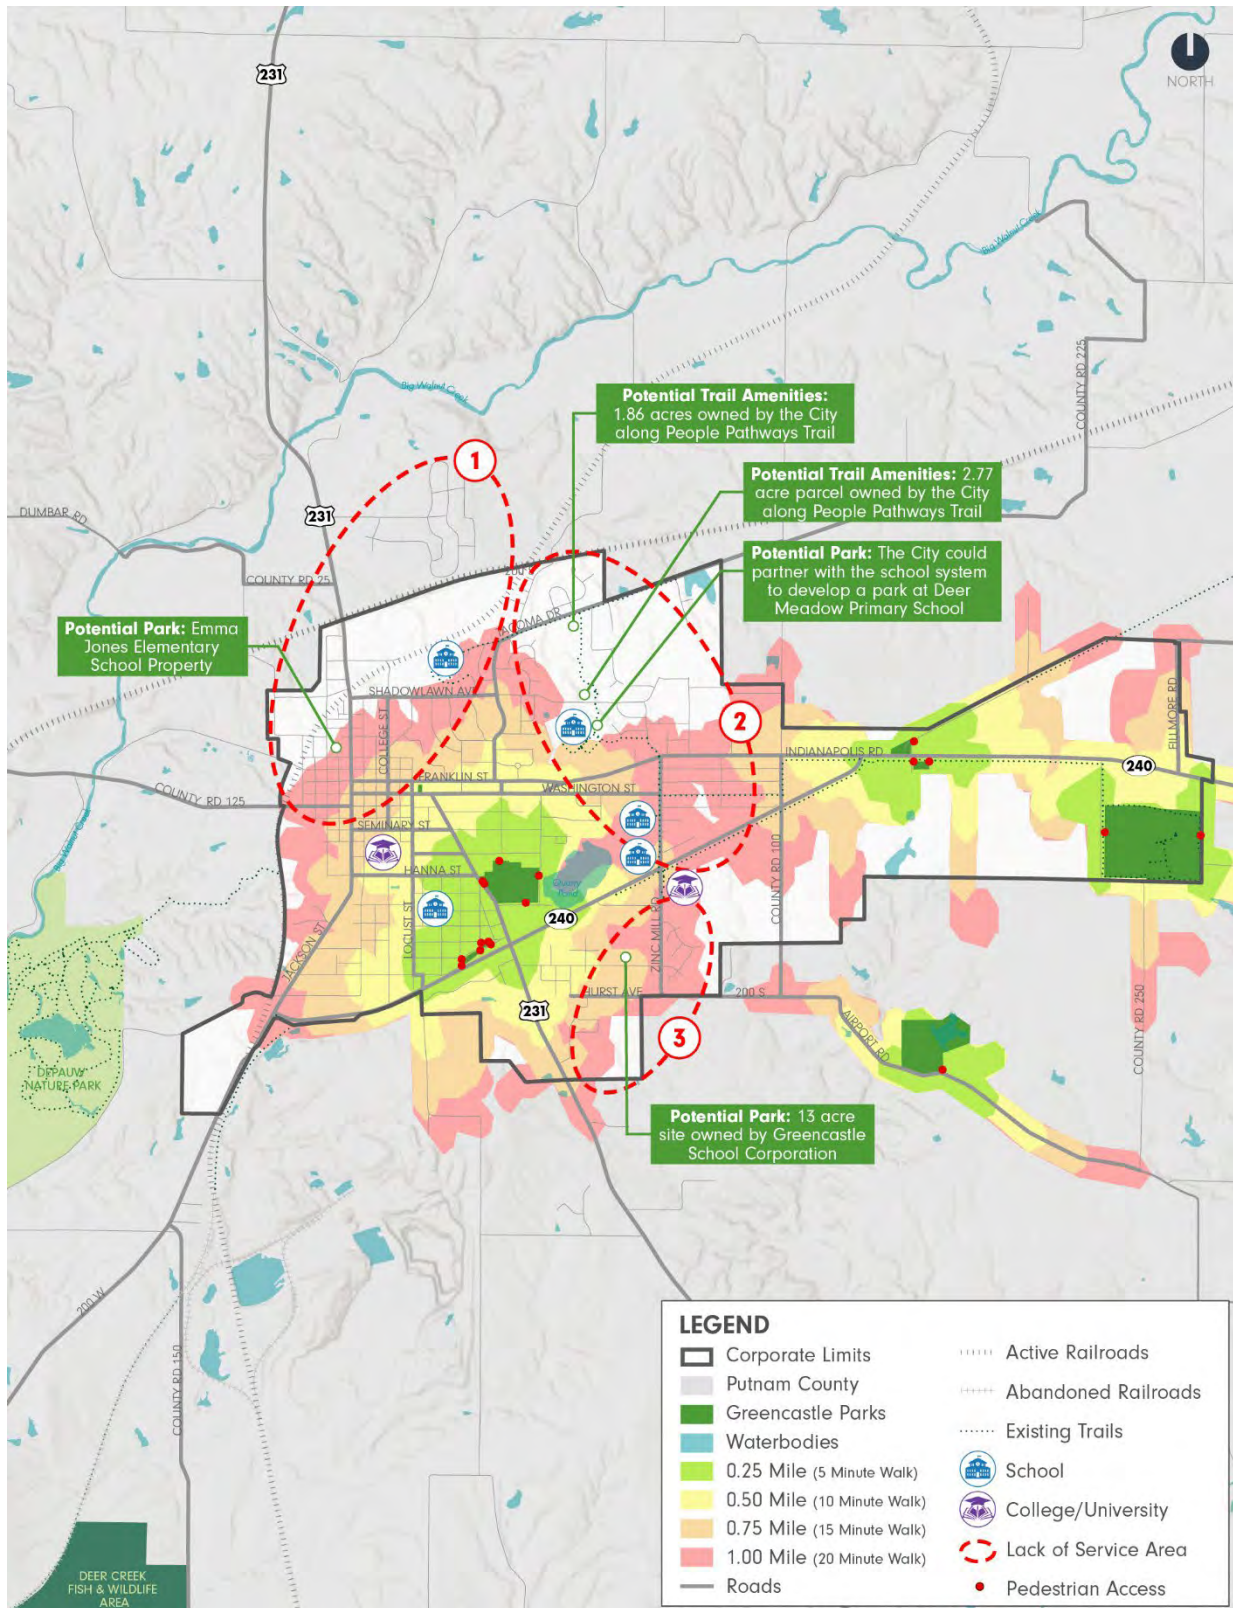 NORTH
231
Big Walnut Creek
COUNTY RD 225
Big Walnut Creek
Potential Trail Amenities:
1.86 acres owned by the City
along People Pathways Trail
1
Potential Trail Amenities: 2.77
acre parcel owned by the City
along People Pathways Trail
DUMBAR RD
231
Potential Park: The City could
partner with the school system
to develop a park at Deer
Meadow Primary School
COUNTY RD 25
200
Potential Park: Emma
Jones Elementary
School Property
TACOMA DR
SHADOWLAWN AVE
FILLMORE RD
2
COLLEGE ST
INDIANAPOLIS RD
240
FRANKLIN ST
WASHINGTON ST
COUNTY RD 125
SEMINARY ST
Big Walnut Creek
COUNTY RD 100
HANNA ST
Quarry
Pond
LOCUST ST
240
ZINC MILL RD
JACKSON ST
HURST AVE
200 S
231
COUNTY RD 250
3
AIRPORT RD
DEPAUW
NATURE PARK
Potential Park: 13 acre
site owned by Greencastle
School Corporation
200 W
COUNTY RD 150
LEGEND
Corporate Limits
Putnam County
Greencastle Parks
Waterbodies
0.25 Mile (5 Minute Walk)
0.50 Mile (10 Minute Walk)
0.75 Mile (15 Minute Walk)
1.00 Mile (20 Minute Walk)
Roads
Active Railroads
Abandoned Railroads
Existing Trails
School
College/University
Lack of Service Area
Pedestrian Access
DEER CREEK
FISH & WILDLIFE
AREA